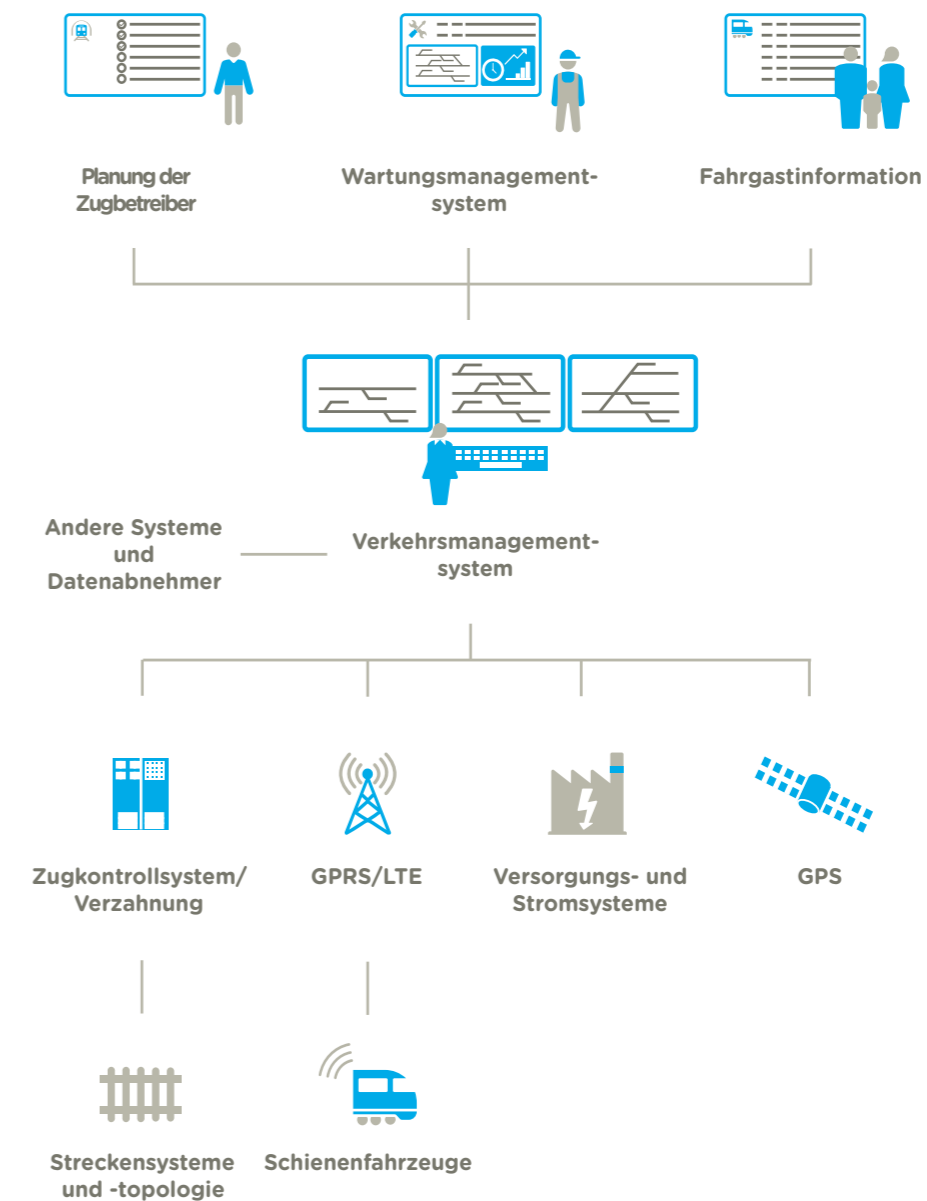 Planung der
Zugbetreiber
Wartungsmanagement-
system
Fahrgastinformation
Andere Systeme
und
Datenabnehmer
Verkehrsmanagement-
system
Zugkontrollsystem/
Verzahnung
GPRS/LTE
Versorgungs- und
Stromsysteme
GPS
Streckensysteme
und -topologie
Schienenfahrzeuge